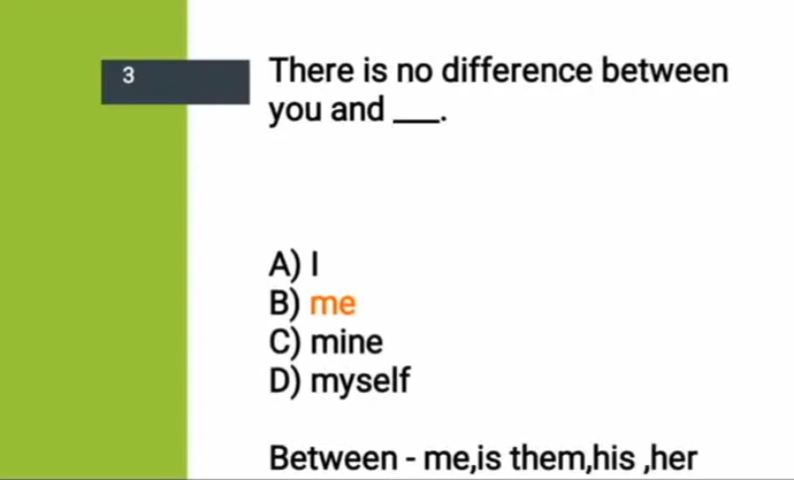 3
There is no difference between
you and ___.
A) I
B) me
C) mine
D) myself
Between - me,is them,his ,her